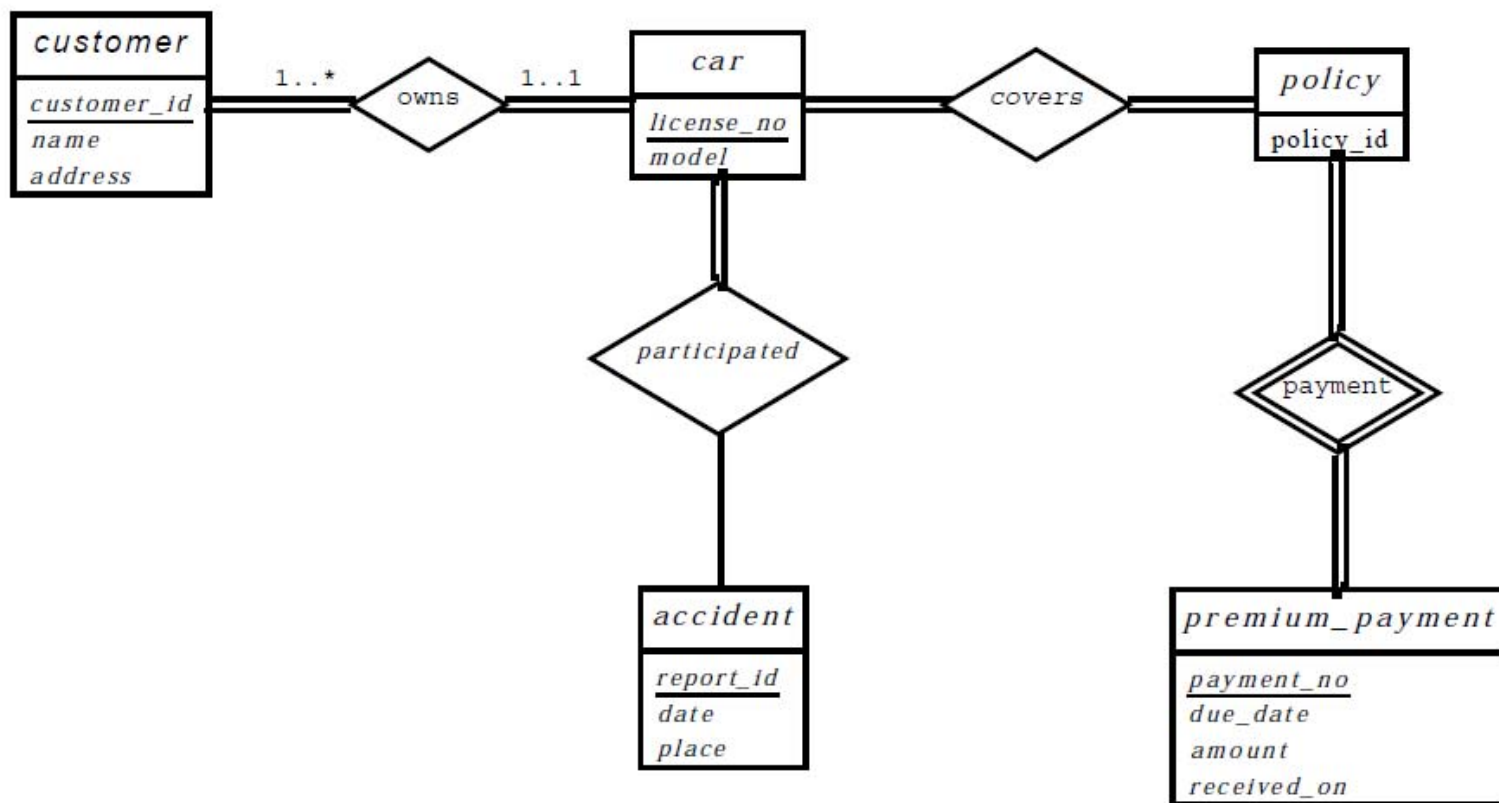 customer
customer_id
name
address
1..*
owns
1..1
car
license_no
model
covers
policy
policy_id
participated
payment
accident
report_id
date
place
premium_payment
payment_no
due_date
amount
received_on